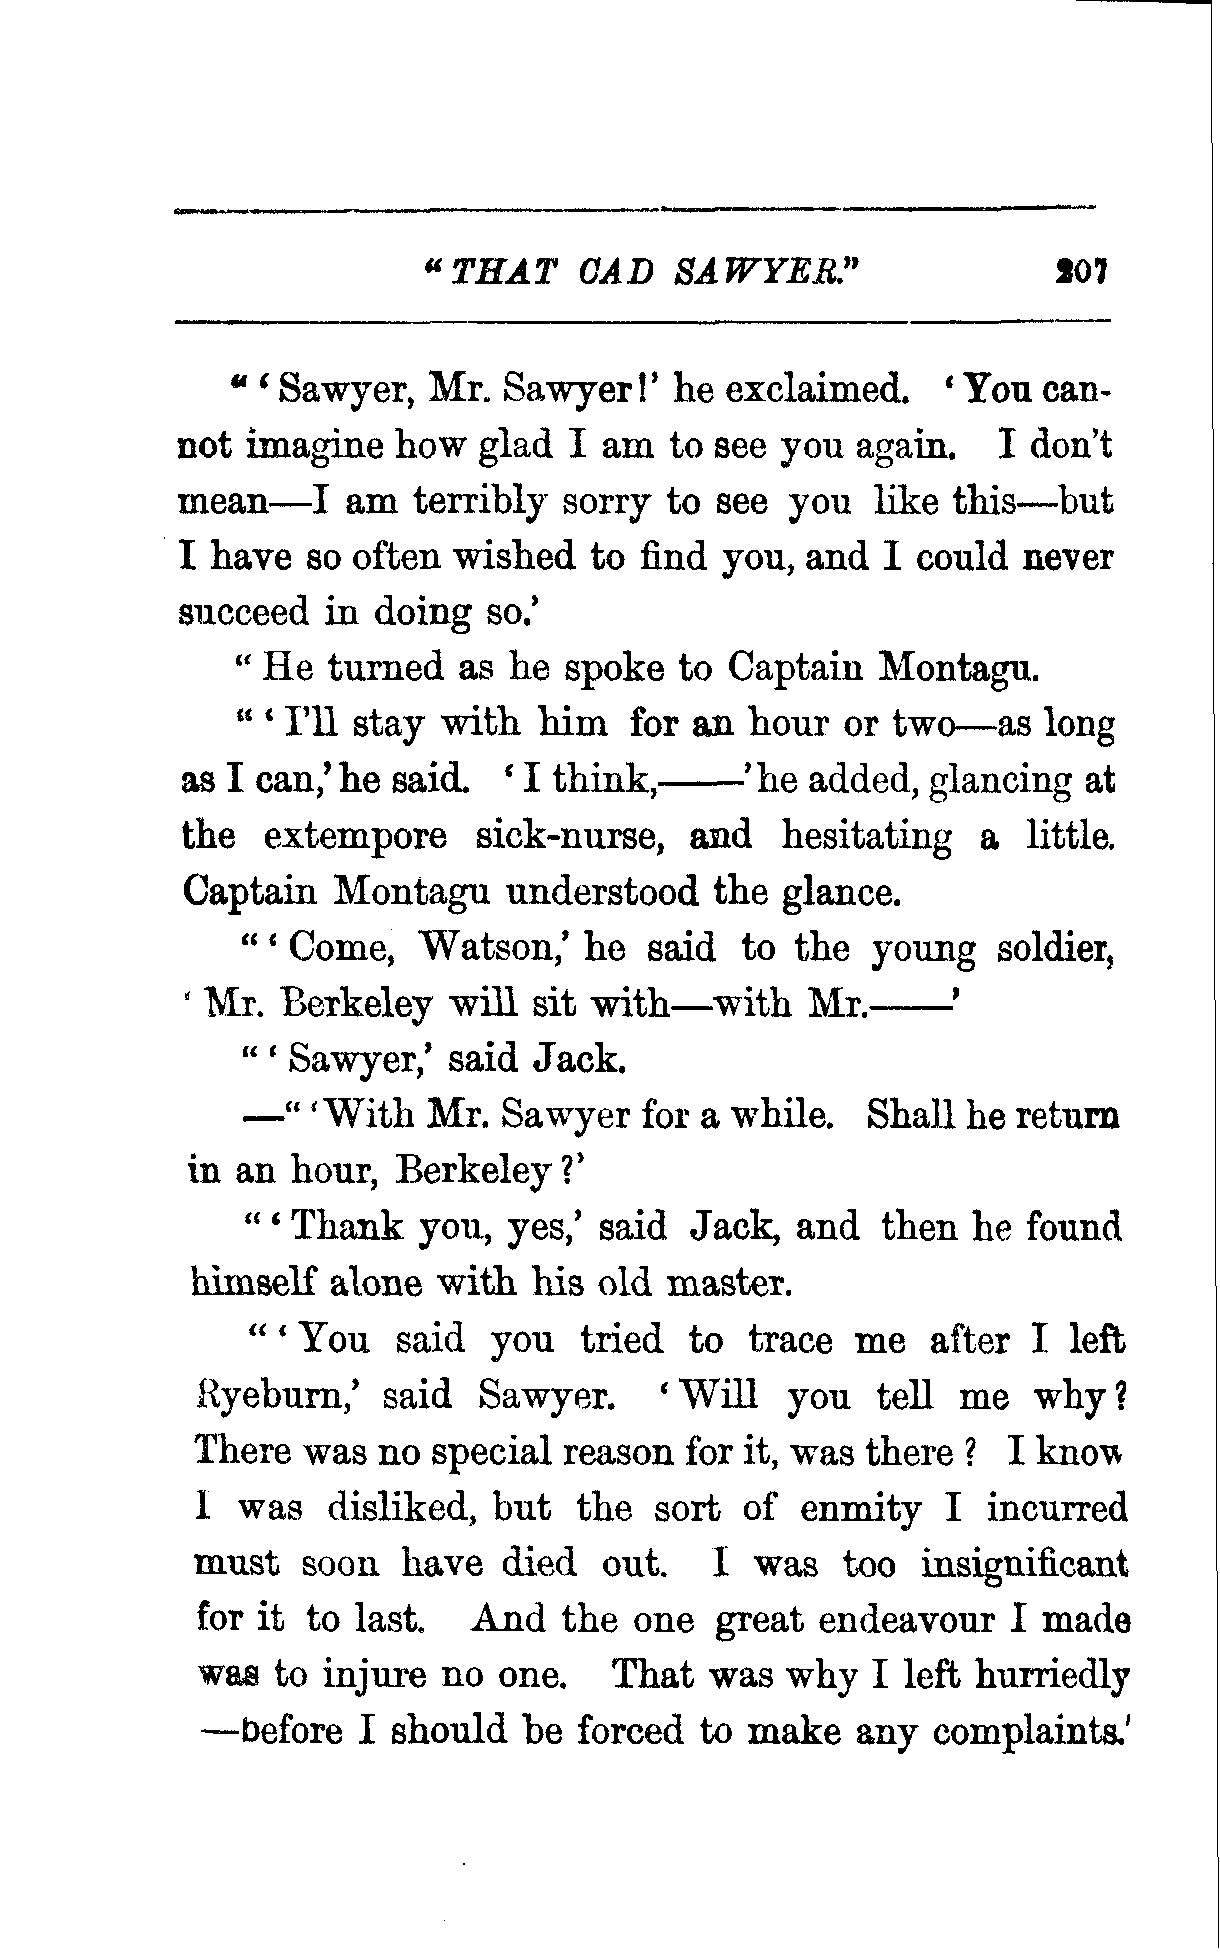 "THAT CAD SAWYER." 207
"'Sawyer, Mr. Sawyer!' he exclaimed. 'You can-
not imagine how glad I am to see you again. I don't
mean—I am terribly sorry to see you like this—but
I have so often wished to find you, and I could never
succeed in doing so.'
"He turned as he spoke to Captain Montagu.
"'I'll stay with him for an hour or two—as long
as I can,' he said. 'I think,——' he added, glancing at
the extempore sick-nurse, and hesitating a little.
Captain Montagu understood the glance.
"'Come, Watson,' he said to the young soldier,
'Mr. Berkeley will sit with—with Mr.——'
"'Sawyer,' said Jack.
—"'With Mr. Sawyer for a while. Shall he return
in an hour, Berkeley?'
"'Thank you, yes,' said Jack, and then he found
himself alone with his old master.
"'You said you tried to trace me after I left
Ryeburn,' said Sawyer. 'Will you tell me why?
There was no special reason for it, was there? I know
I was disliked, but the sort of enmity I incurred
must soon have died out. I was too insignificant
for it to last. And the one great endeavour I made
was to injure no one. That was why I left hurriedly
—before I should be forced to make any complaints.'